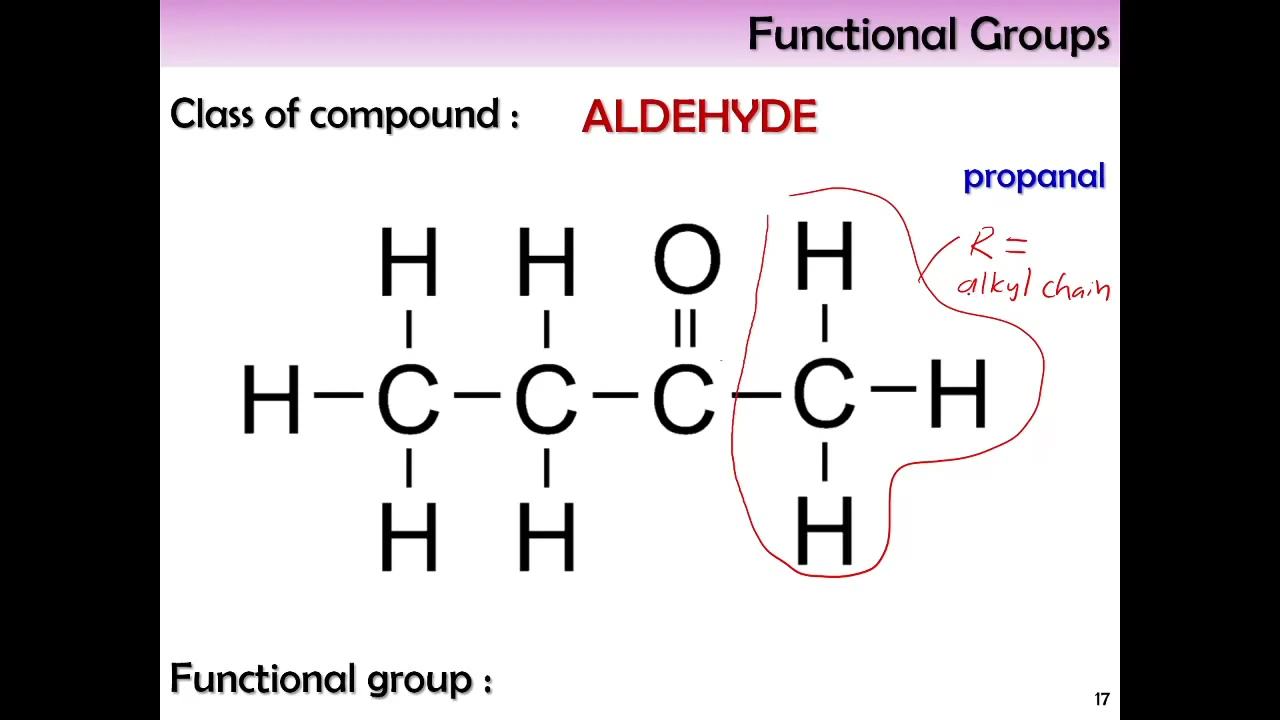 Functional Groups
Class of compound : ALDEHYDE
propanal
R =
alkyl chain
H H O H
H C C C C H
H H H
Functional group :
17